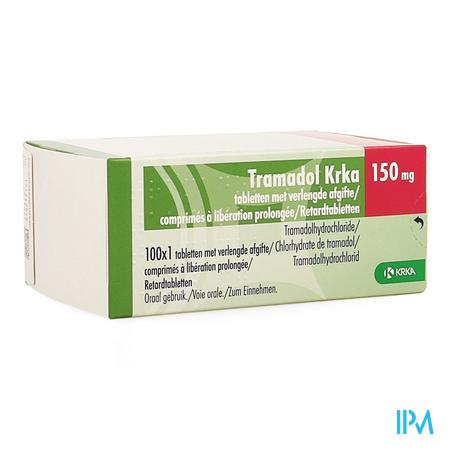 Tramadol Krka 150 mg
tabletten met verlengde afgifte/
comprimés à libération prolongée/Retardtabletten
Tramadolhydrochloride/
Chlorhydrate de tramadol/
Tramadolhydrochlorid
100x1 tabletten met verlengde afgifte/
comprimés à libération prolongée/
Retardtabletten
Oraal gebruik./Voie orale./Zum Einnehmen.
KRKA
IPM